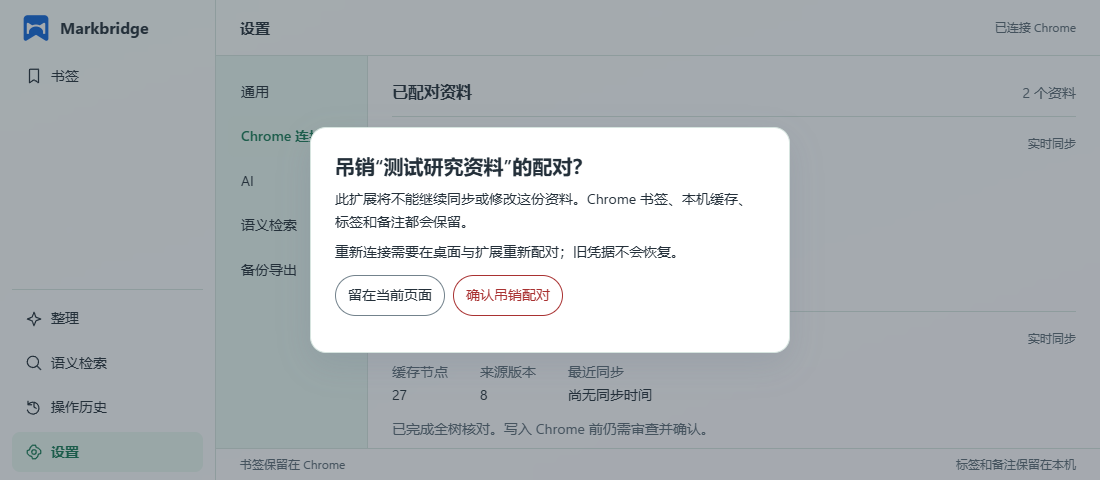 Markbridge
书签
整理
语义检索
操作历史
设置
设置
已连接 Chrome
通用
Chrome 连
AI
语义检索
备份导出
已配对资料
2 个资料
实时同步
吊销“测试研究资料”的配对？
此扩展将不能继续同步或修改这份资料。Chrome 书签、本机缓存、
标签和备注都会保留。
重新连接需要在桌面与扩展重新配对；旧凭据不会恢复。
留在当前页面
确认吊销配对
实时同步
缓存节点 来源版本 最近同步
27 8 尚无同步时间
已完成全树核对。写入 Chrome 前仍需审查并确认。
书签保留在 Chrome
标签和备注保留在本机